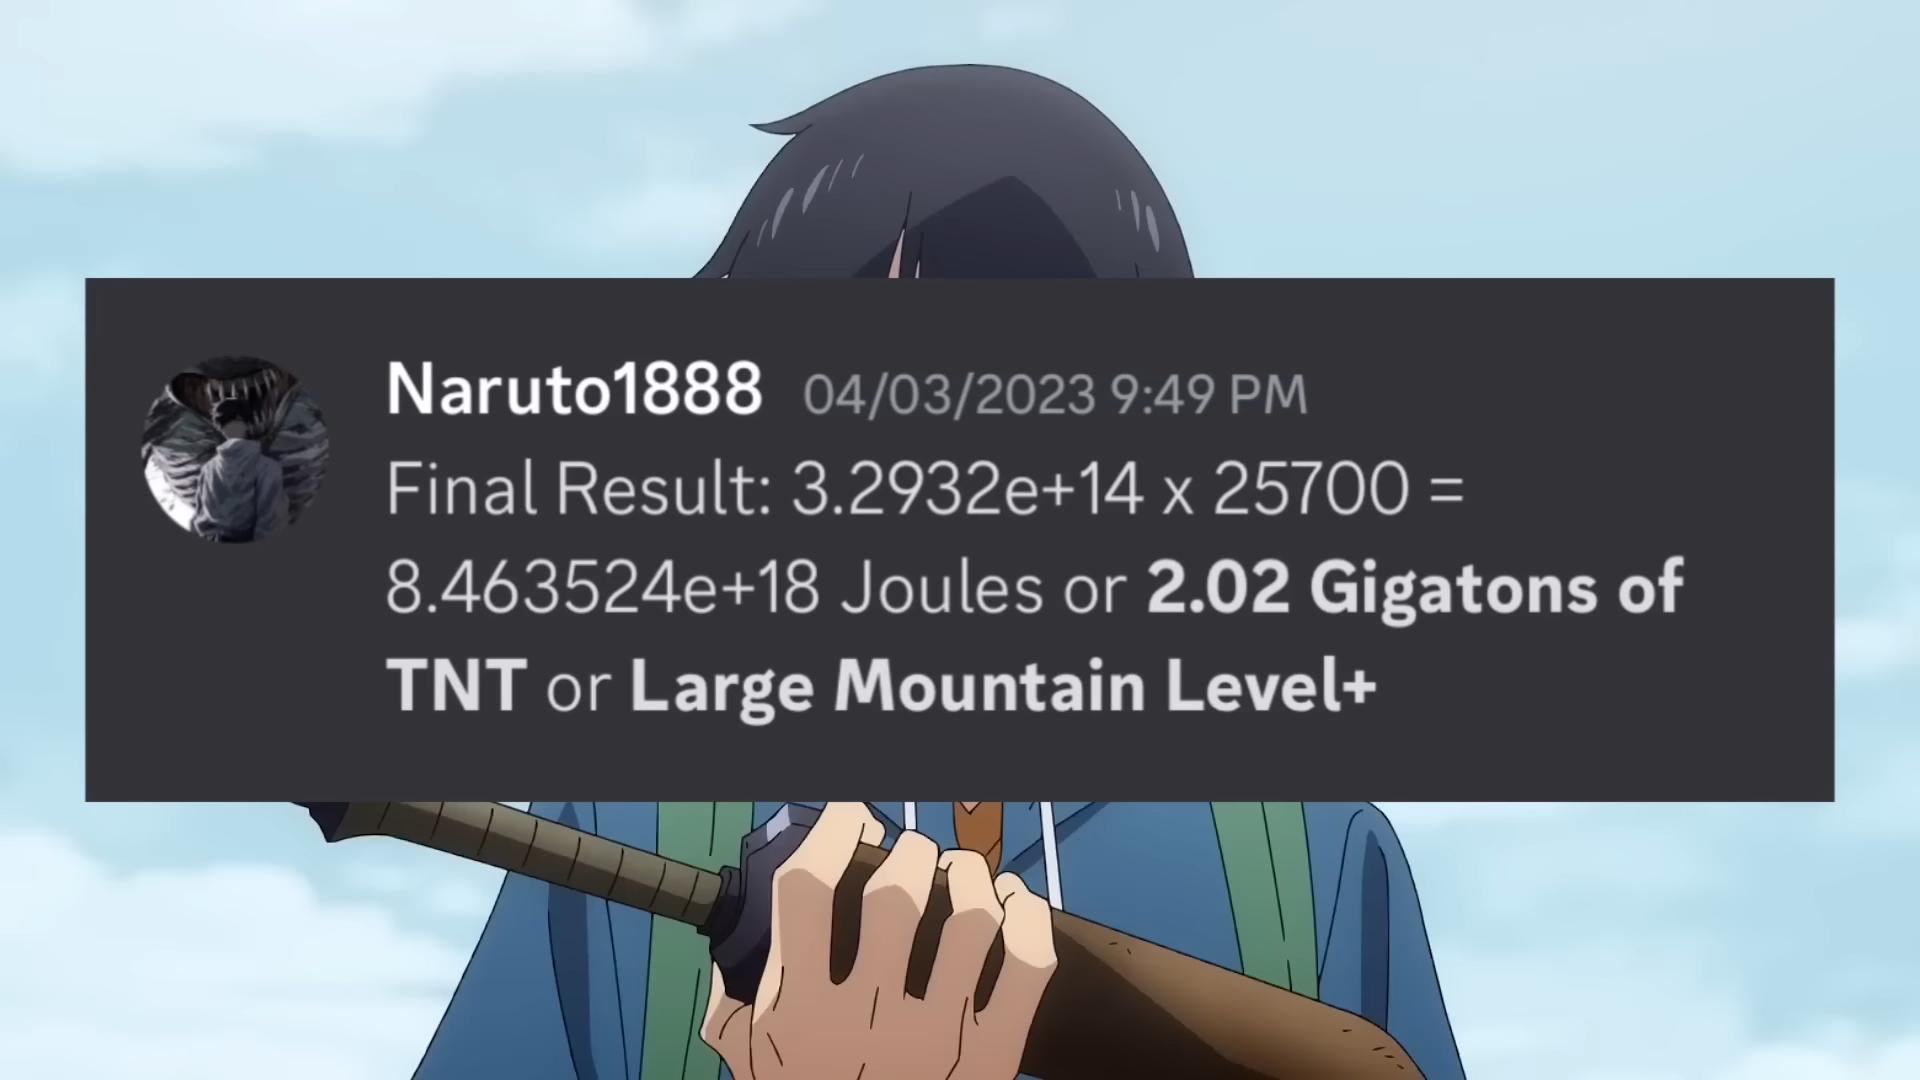 Naruto1888 04/03/2023 9:49 PM
Final Result: 3.2932e+14 x 25700 =
8.463524e+18 Joules or 2.02 Gigatons of
TNT or Large Mountain Level+